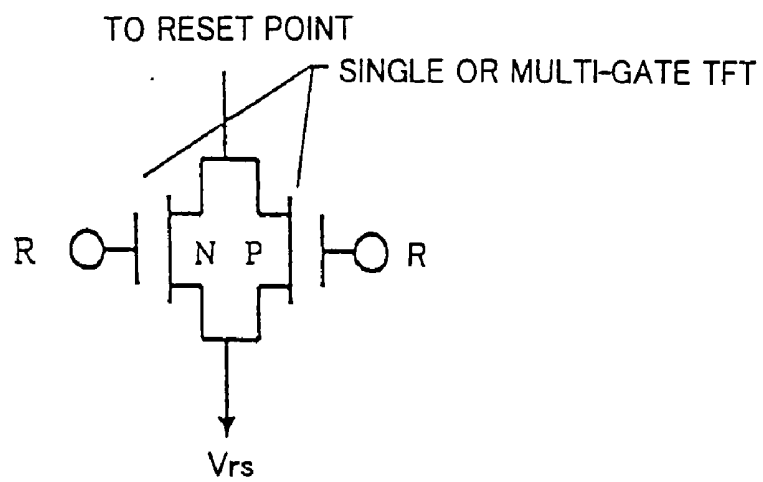 TO RESET POINT
SINGLE OR MULTI-GATE TFT
R N P R
Vrs